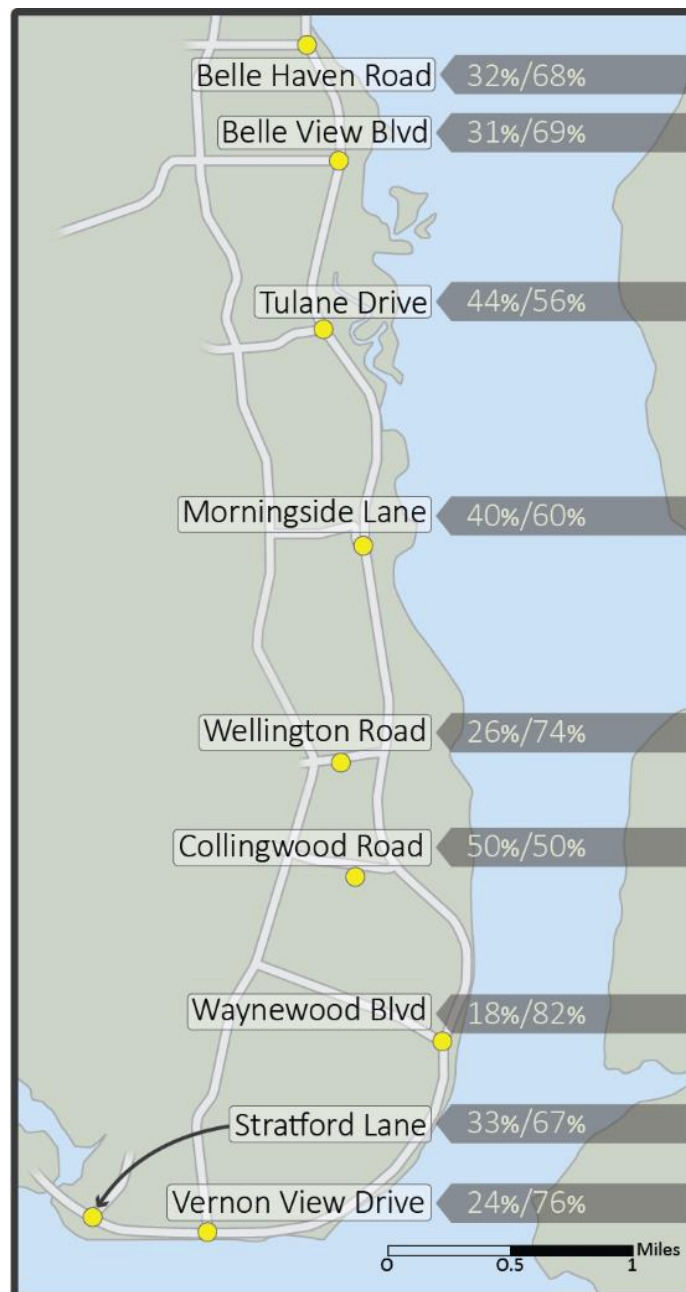 Belle Haven Road 32%/68%
Belle View Blvd 31%/69%
Tulane Drive 44%/56%
Morningside Lane 40%/60%
Wellington Road 26%/74%
Collingwood Road 50%/50%
Waynewood Blvd 18%/82%
Stratford Lane 33%/67%
Vernon View Drive 24%/76%
Miles
0 0.5 1